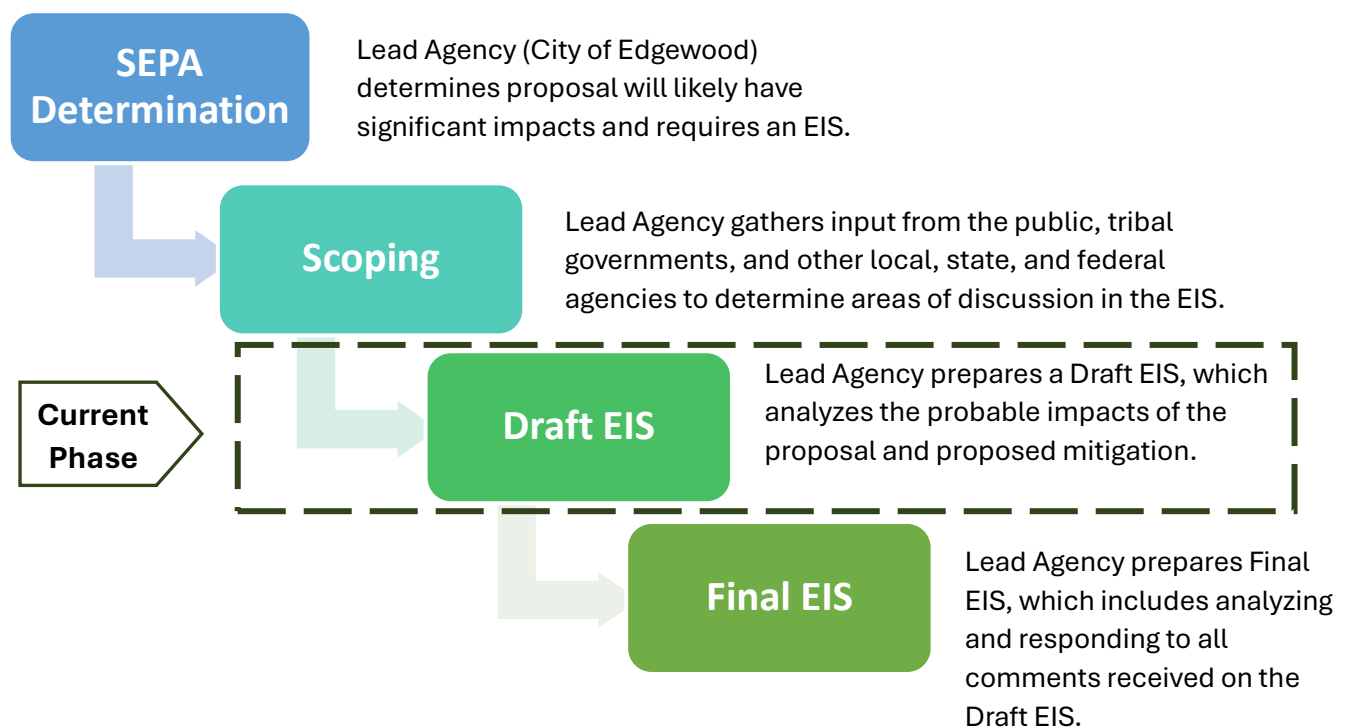 SEPA
Determination
Lead Agency (City of Edgewood)
determines proposal will likely have
significant impacts and requires an EIS.
Scoping
Lead Agency gathers input from the public, tribal
governments, and other local, state, and federal
agencies to determine areas of discussion in the EIS.
Current
Phase
Draft EIS
Lead Agency prepares a Draft EIS, which
analyzes the probable impacts of the
proposal and proposed mitigation.
Final EIS
Lead Agency prepares Final
EIS, which includes analyzing
and responding to all
comments received on the
Draft EIS.